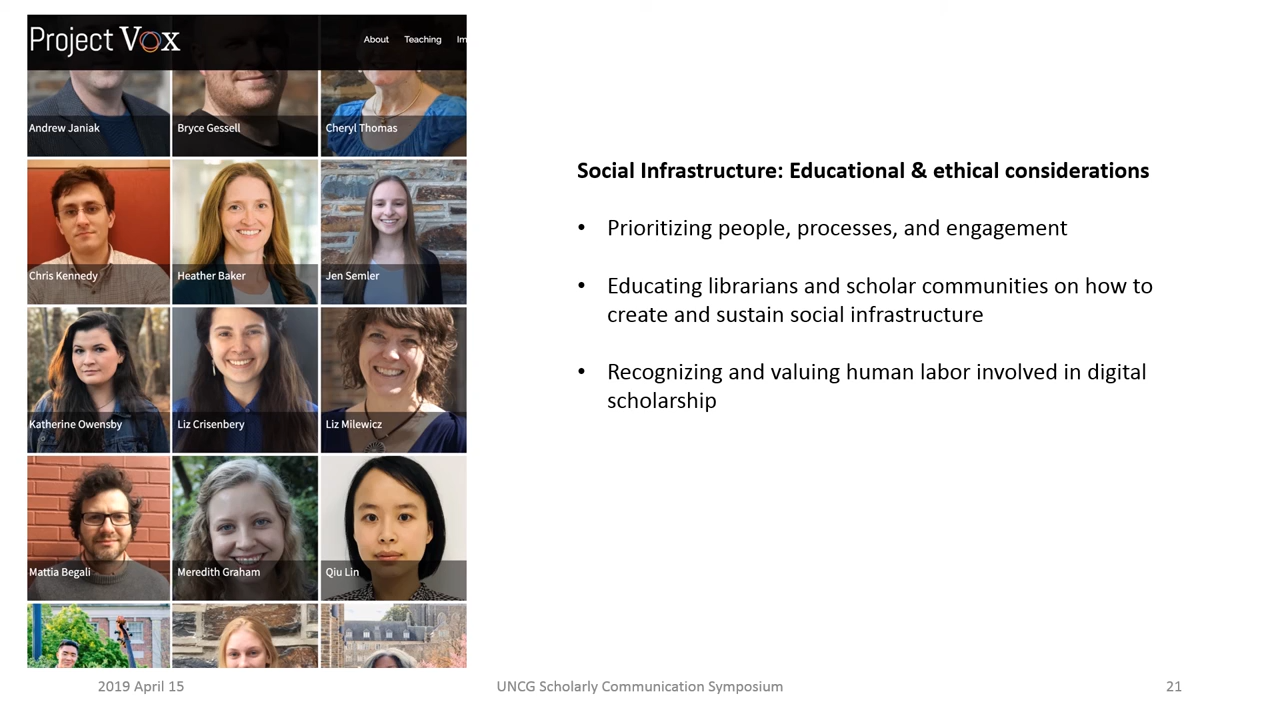 Project Vox
About Teaching Im
Andrew Janiak
Bryce Gessell
Cheryl Thomas
Chris Kennedy
Heather Baker
Jen Semler
Katherine Owensby
Liz Crisenbery
Liz Milewicz
Mattia Begali
Meredith Graham
Qiu Lin
Social Infrastructure: Educational & ethical considerations
• Prioritizing people, processes, and engagement
• Educating librarians and scholar communities on how to
create and sustain social infrastructure
• Recognizing and valuing human labor involved in digital
scholarship
2019 April 15
UNCG Scholarly Communication Symposium
21